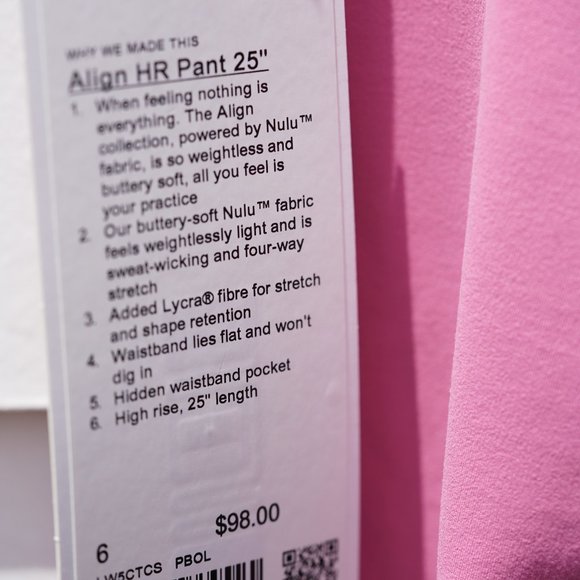 WHY WE MADE THIS
Align HR Pant 25"
1. When feeling nothing is
everything. The Align
collection, powered by Nulu™
fabric, is so weightless and
buttery soft, all you feel is
your practice
2. Our buttery-soft Nulu™ fabric
feels weightlessly light and is
sweat-wicking and four-way
stretch
3. Added Lycra® fibre for stretch
and shape retention
4. Waistband lies flat and won't
dig in
5. Hidden waistband pocket
6. High rise, 25" length
$98.00
6
LW5CTCS PBOL